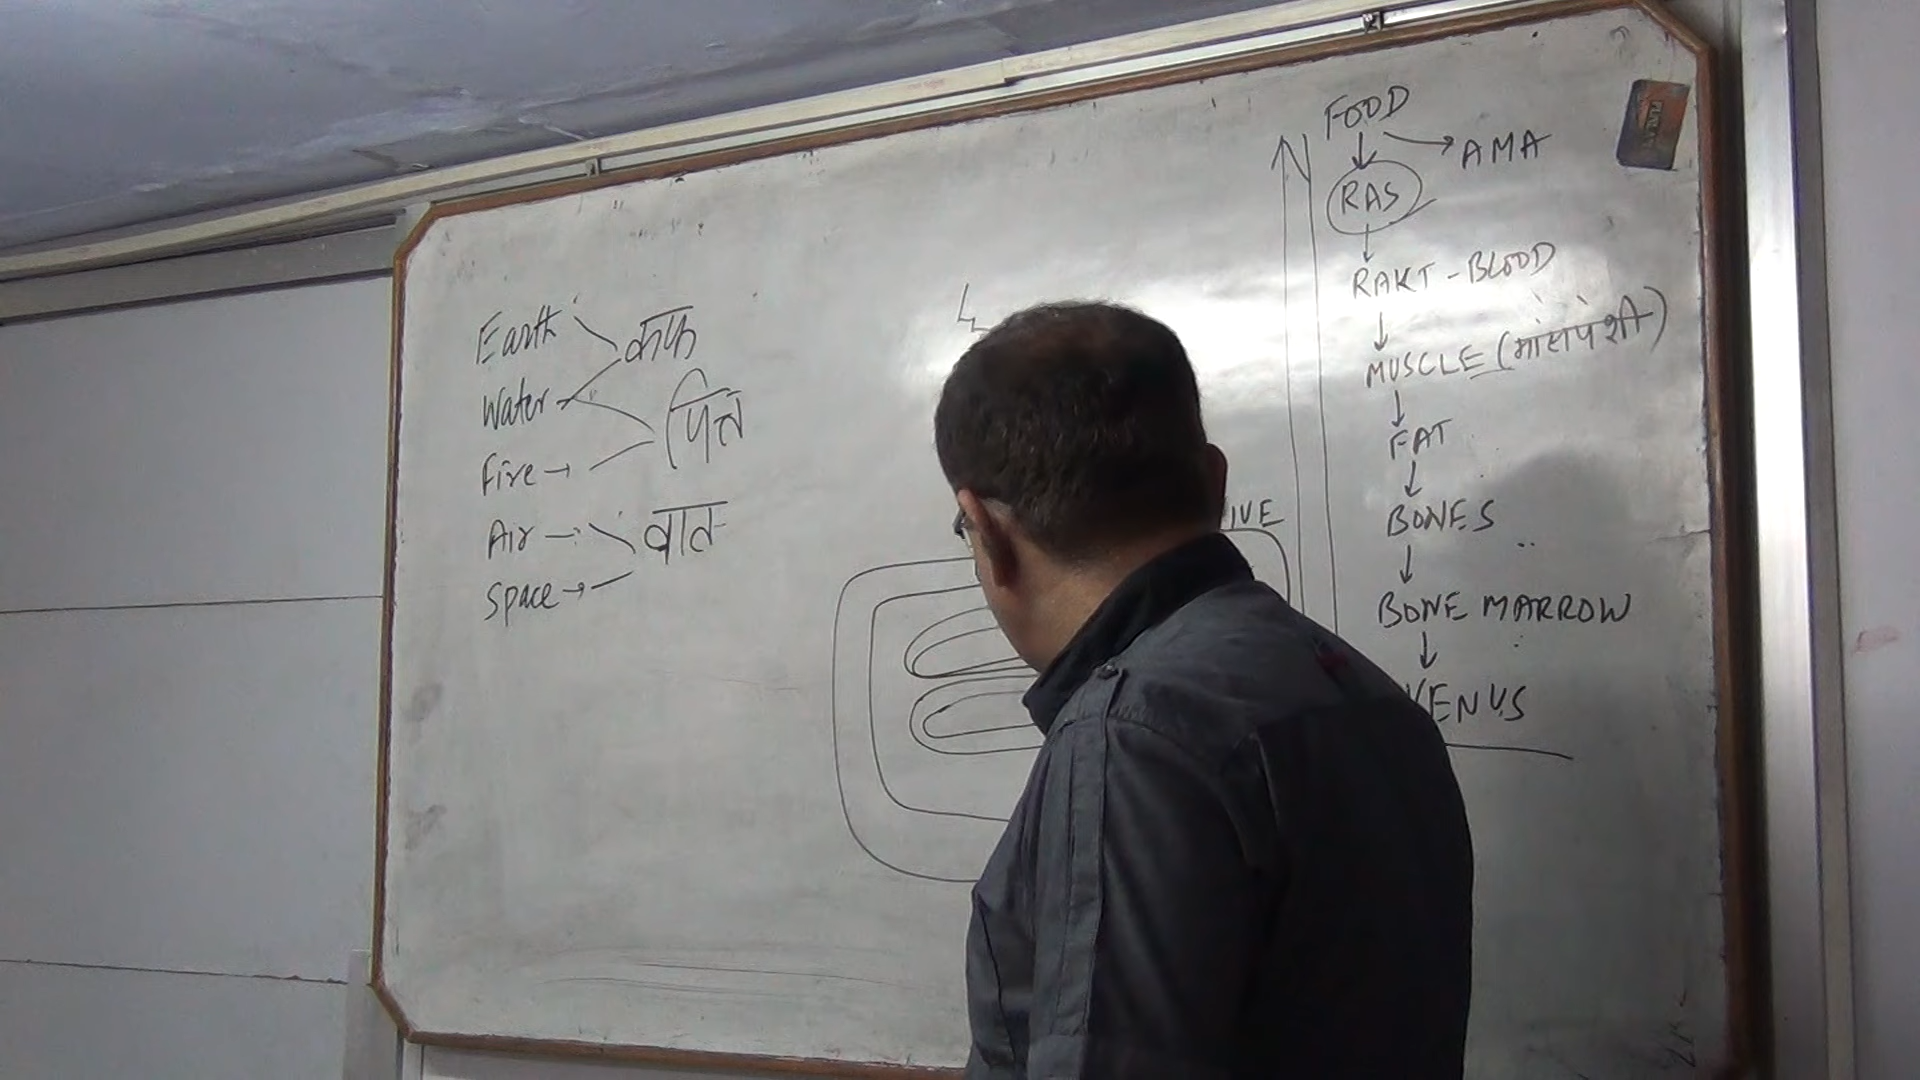 Earth
Water
Fire
Air
Space
कफ
पित्त
वात
FOOD
AMA
RAS
RAKT - BLOOD
MUSCLE (मांसपेशी)
FAT
BONES
BONE MARROW
VENUS